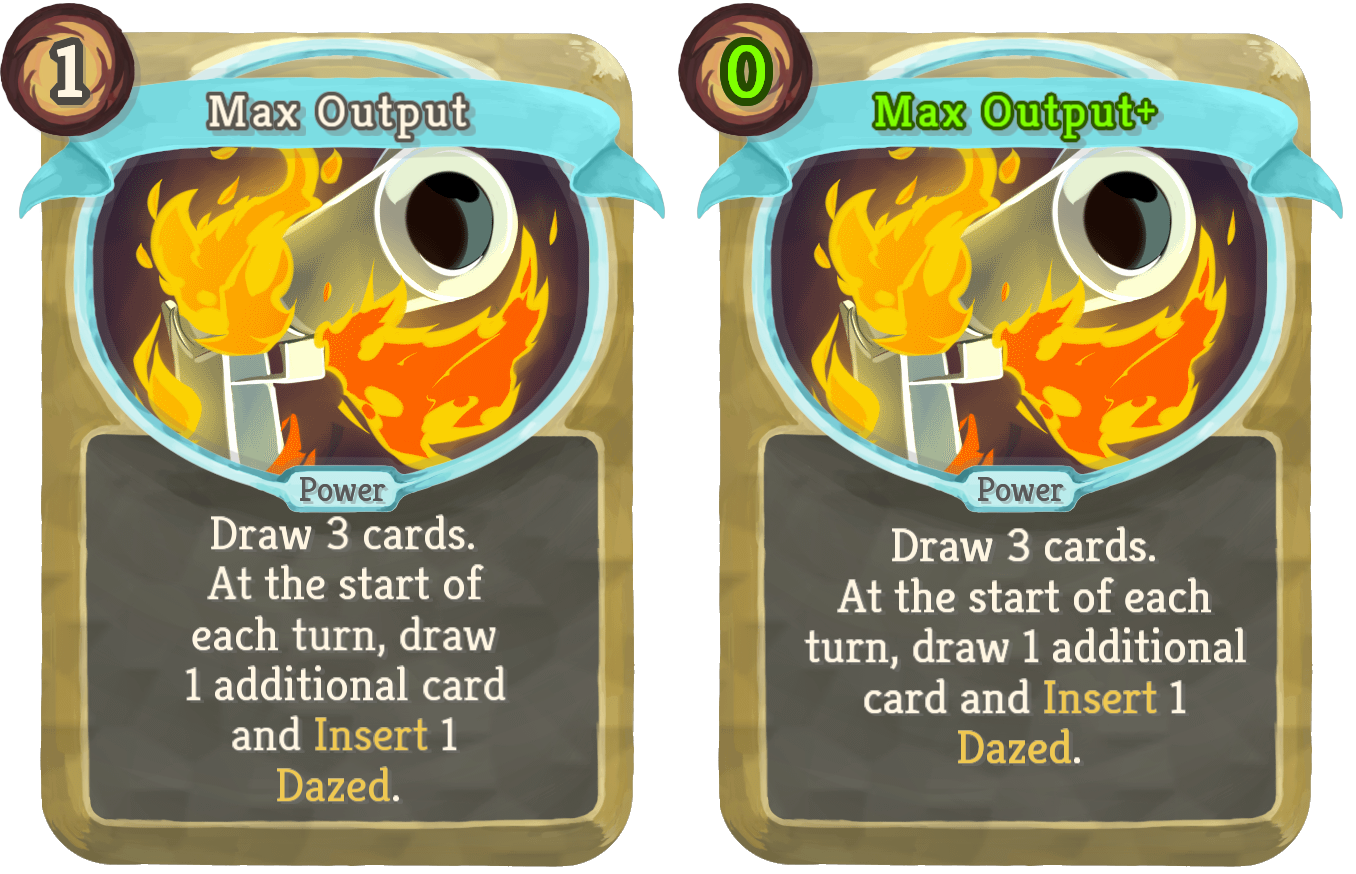 1
Max Output
Power
Draw 3 cards.
At the start of
each turn, draw
1 additional card
and Insert 1
Dazed.
0
Max Output+
Power
Draw 3 cards.
At the start of each
turn, draw 1 additional
card and Insert 1
Dazed.